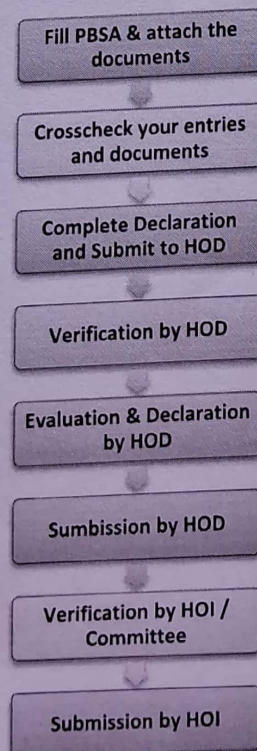 Fill PBSA & attach the
documents
Crosscheck your entries
and documents
Complete Declaration
and Submit to HOD
Verification by HOD
Evaluation & Declaration
by HOD
Sumbission by HOD
Verification by HOI /
Committee
Submission by HOI